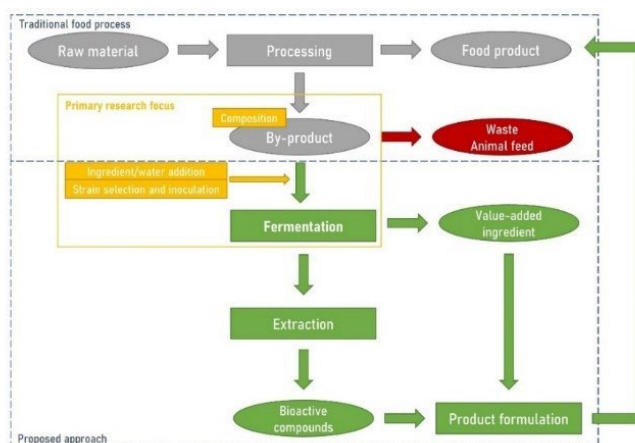 Traditional food process
Raw material
Processing
Food product
Primary research focus
Composition
By-product
Waste
Animal feed
Ingredient/water addition
Strain selection and inoculation
Fermentation
Value-added
ingredient
Extraction
Bioactive
compounds
Product formulation
Proposed approach